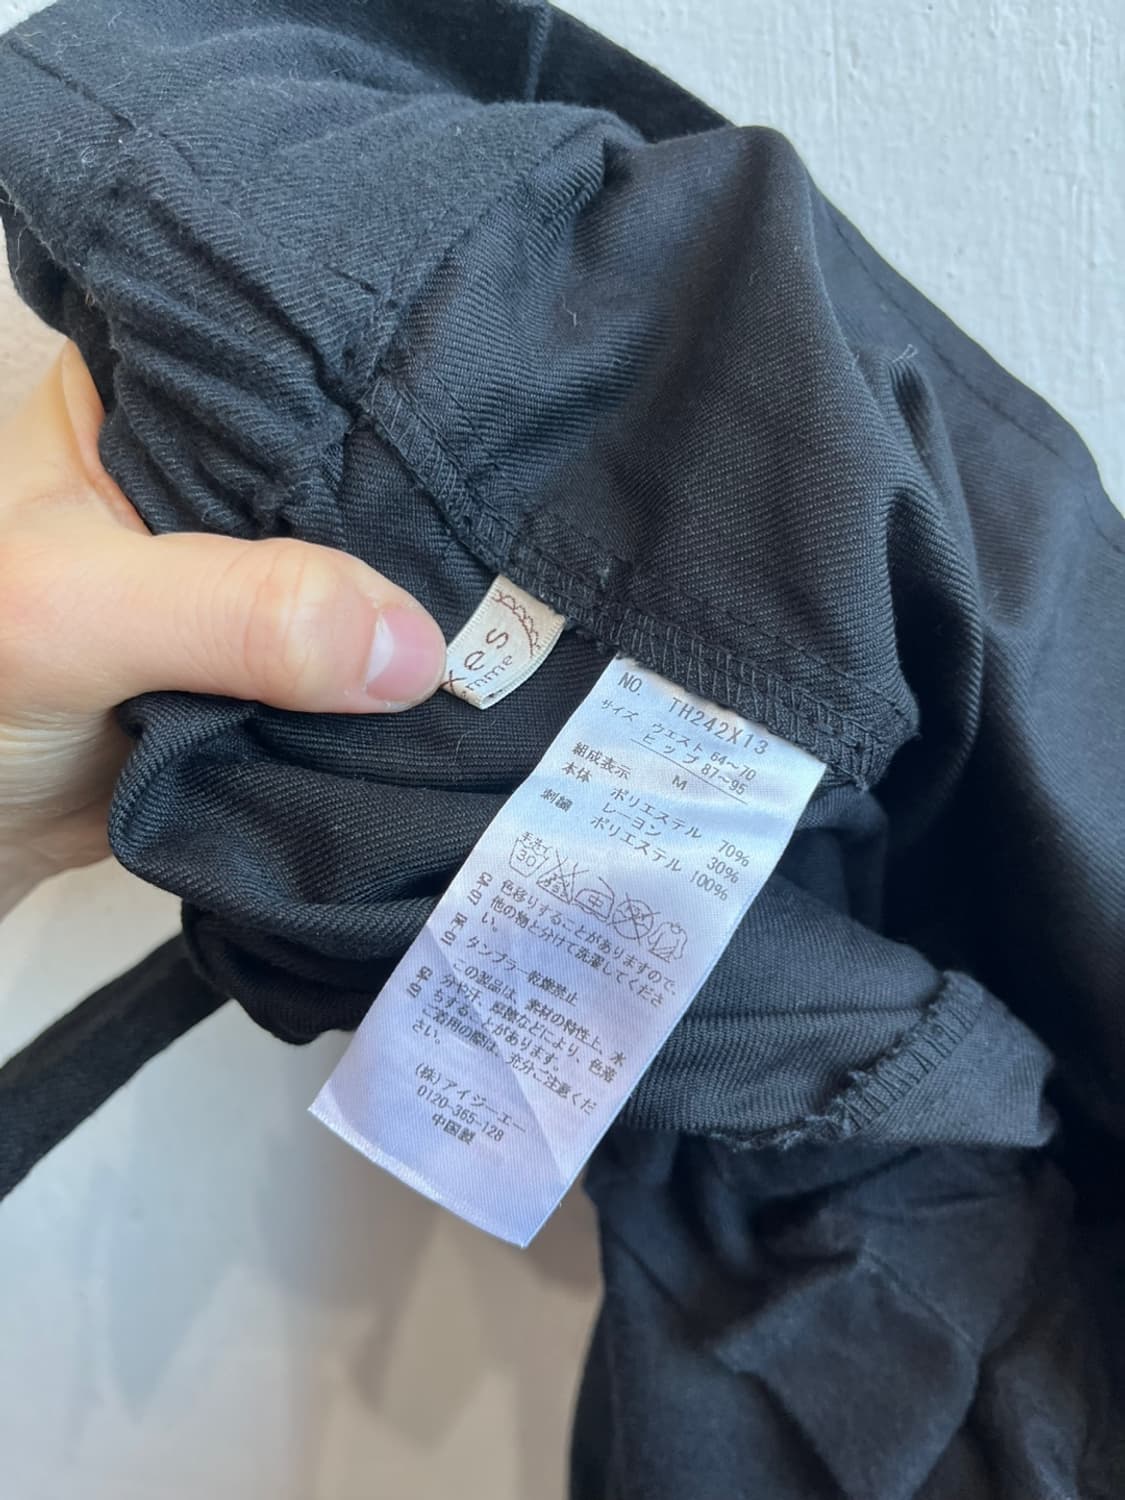 es
NO. TH242X13
サイズ ウエスト 64～70
ヒップ 87～95
M
組成表示
本体 ポリエステル 70%
レーヨン 30%
刺繍 ポリエステル 100%
手洗イ
30
色移りすることがありますので、
他の物と分けて洗濯してくださ
い。
タンブラー乾燥禁止
この製品は、素材の特性上、水
分や汗、摩擦などにより、色落
ちすることがあります。
ご着用の際は、充分ご注意くだ
さい。
(株)アイジーエー
0120-365-128
中国製